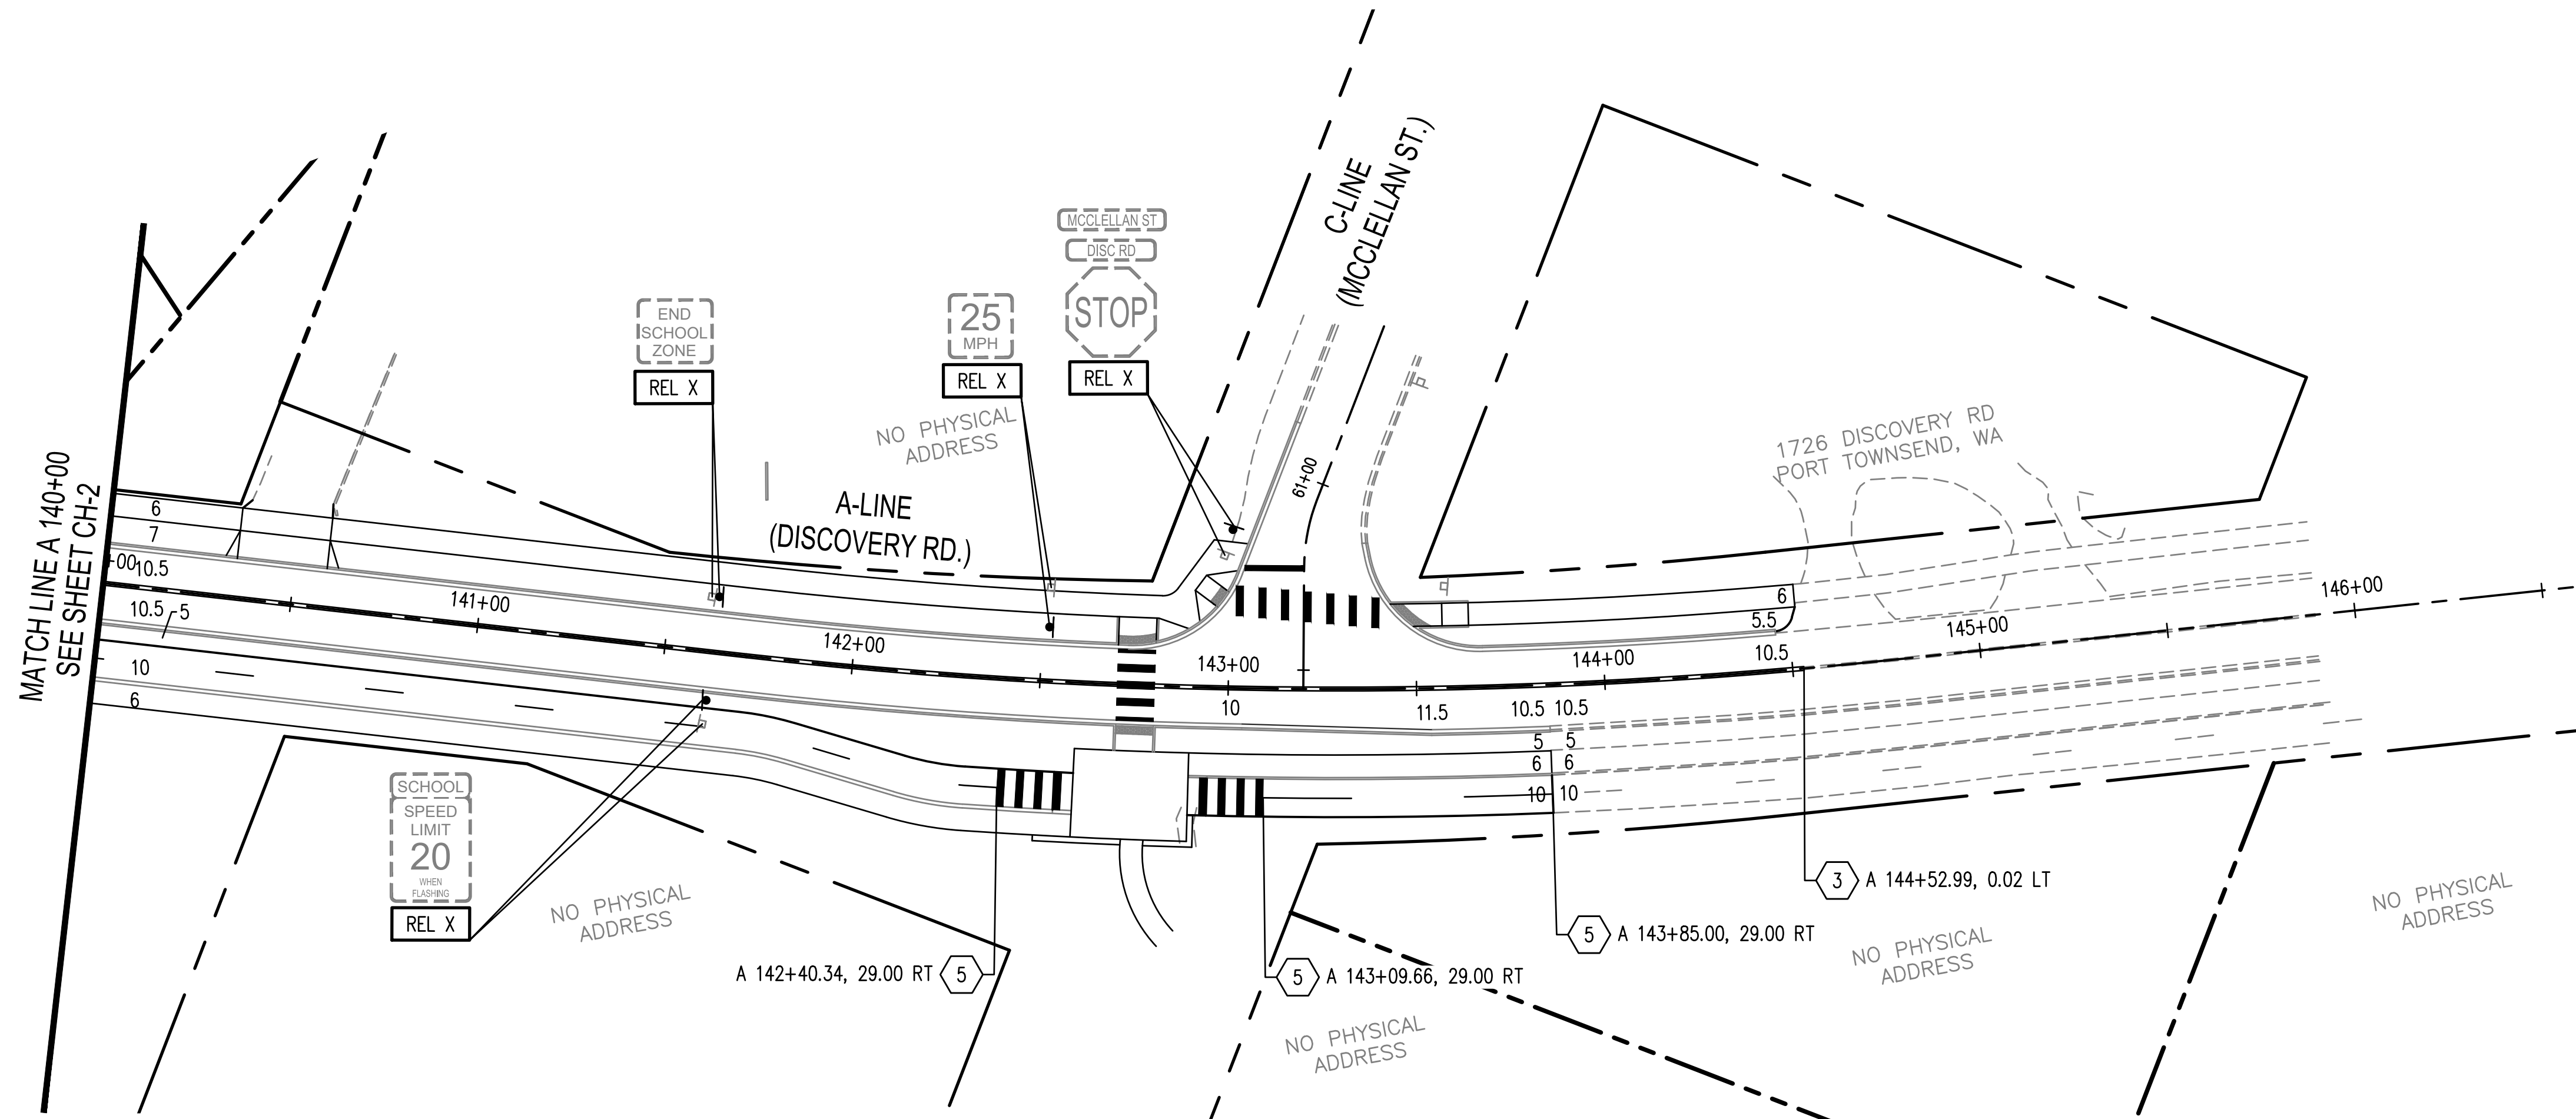 MATCH LINE A 140+00
SEE SHEET CH-2
C-LINE
(MCCLELLAN ST.)
MCCLELLAN ST
DISC RD
STOP
REL X
25
MPH
REL X
END
SCHOOL
ZONE
REL X
NO PHYSICAL
ADDRESS
A-LINE
(DISCOVERY RD.)
61+00
1726 DISCOVERY RD
PORT TOWNSEND, WA
6
7
+00
10.5
10.5
5
10
6
141+00
142+00
143+00
144+00
145+00
146+00
6
5.5
10.5
10
11.5
10.5
10.5
5
5
6
6
10
10
SCHOOL
SPEED
LIMIT
20
WHEN
FLASHING
REL X
NO PHYSICAL
ADDRESS
A 142+40.34, 29.00 RT 5
5 A 143+09.66, 29.00 RT
5 A 143+85.00, 29.00 RT
3 A 144+52.99, 0.02 LT
NO PHYSICAL
ADDRESS
NO PHYSICAL
ADDRESS
NO PHYSICAL
ADDRESS